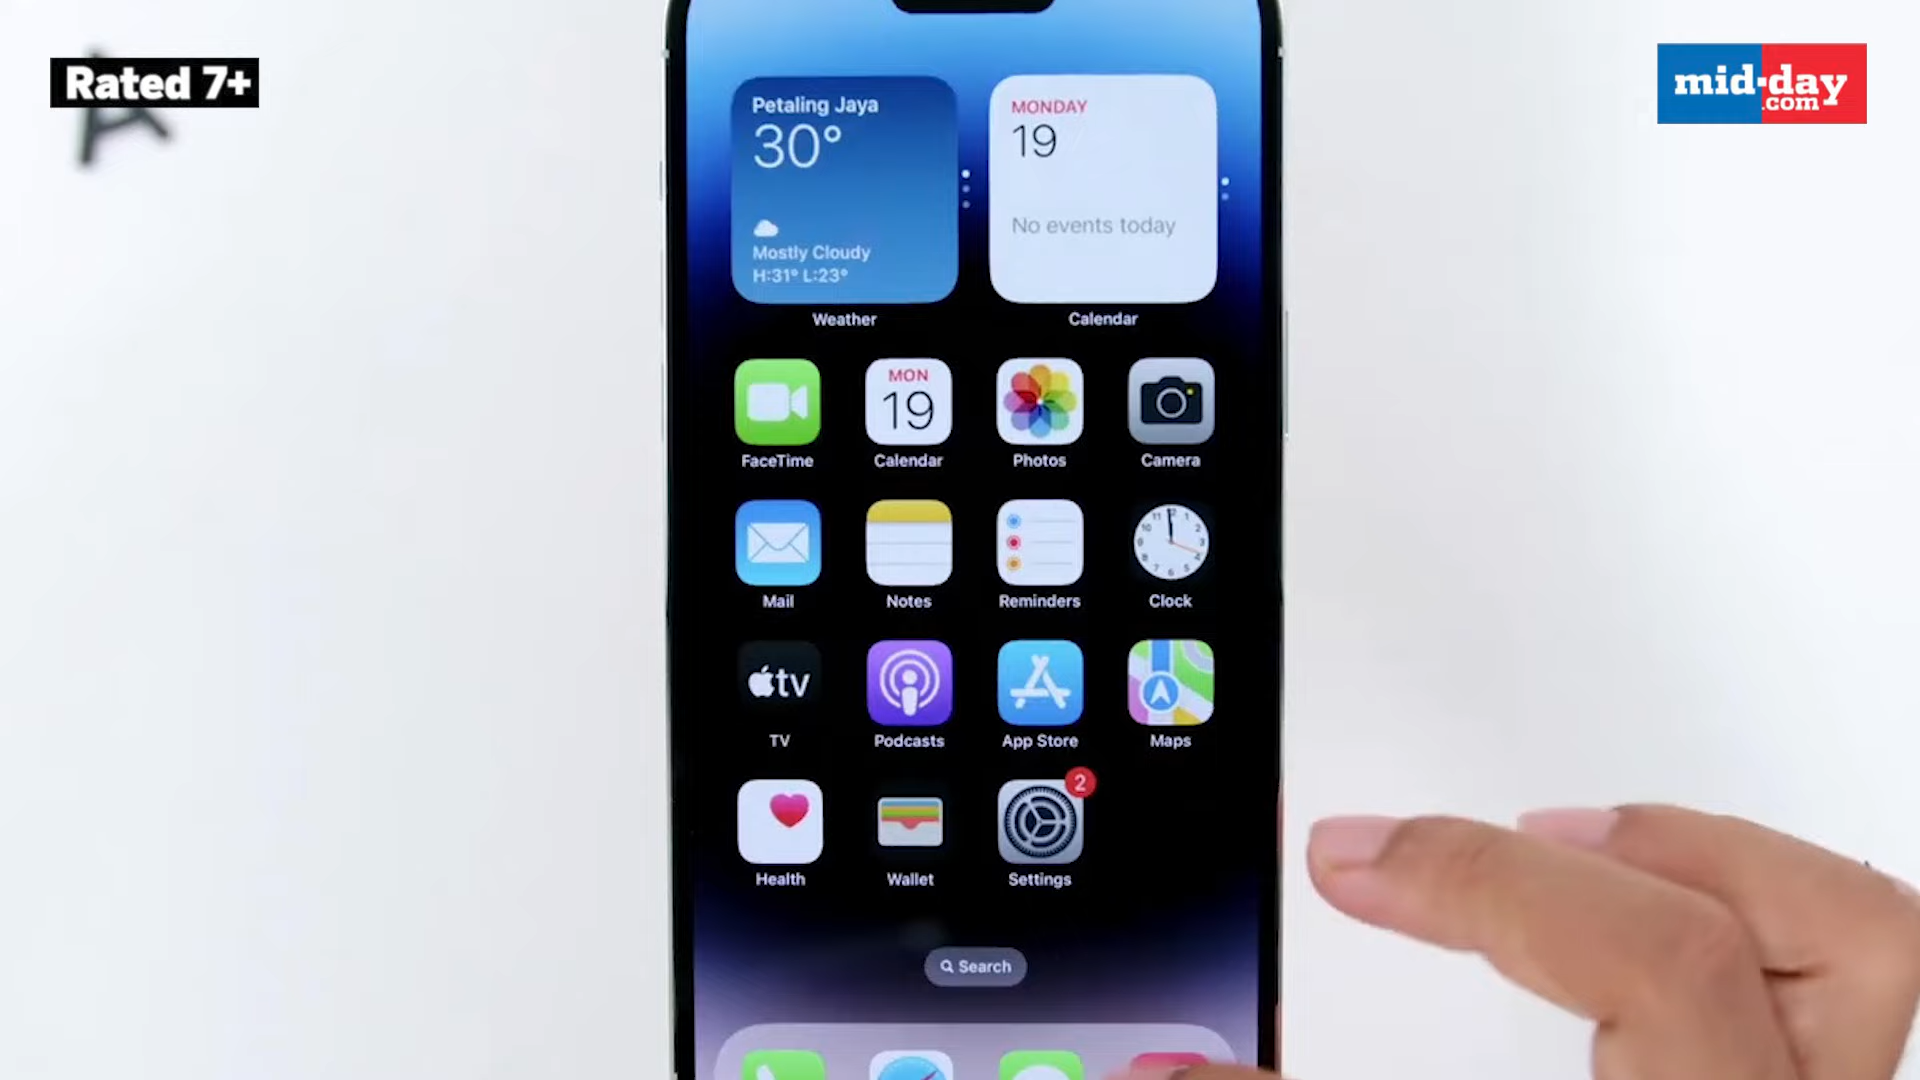 Rated 7+
mid-day
.com
Petaling Jaya
30°
Mostly Cloudy
H:31° L:23°
Weather
MONDAY
19
No events today
Calendar
FaceTime
MON
19
Calendar
Photos
Camera
Mail
Notes
Reminders
Clock
tv
TV
Podcasts
App Store
Maps
Health
Wallet
2
Settings
Search